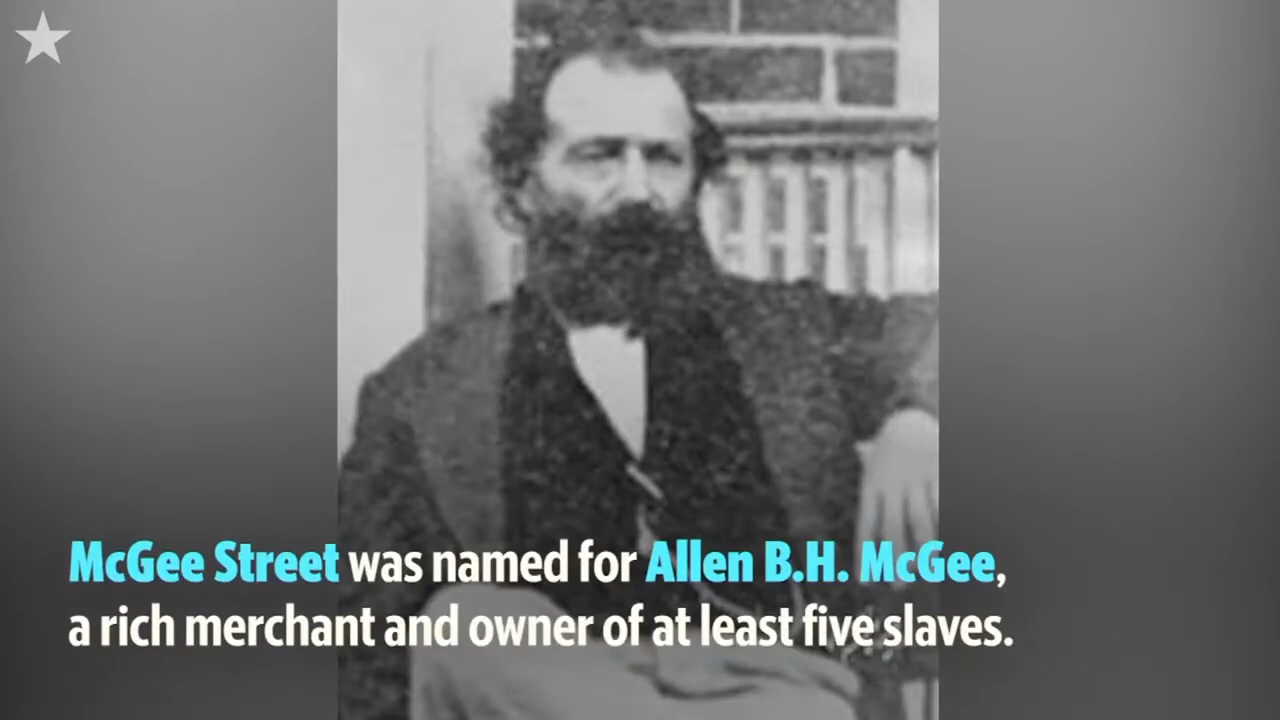 McGee Street was named for Allen B.H. McGee,
a rich merchant and owner of at least five slaves.